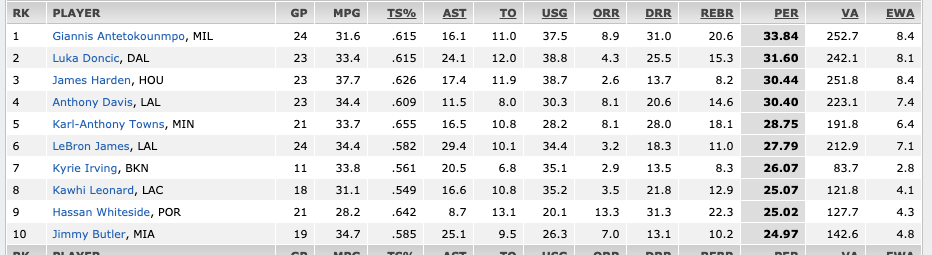 RK PLAYER GP MPG TS% AST TO USG ORR DRR REBR PER VA EWA
1 Giannis Antetokounmpo, MIL 24 31.6 .615 16.1 11.0 37.5 8.9 31.0 20.6 33.84 252.7 8.4
2 Luka Doncic, DAL 23 33.4 .615 24.1 12.0 38.8 4.3 25.5 15.3 31.60 242.1 8.1
3 James Harden, HOU 23 37.7 .626 17.4 11.9 38.7 2.6 13.7 8.2 30.44 251.8 8.4
4 Anthony Davis, LAL 23 34.4 .609 11.5 8.0 30.3 8.1 20.6 14.6 30.40 223.1 7.4
5 Karl-Anthony Towns, MIN 21 33.7 .655 16.5 10.8 28.2 8.1 28.0 18.1 28.75 191.8 6.4
6 LeBron James, LAL 24 34.4 .582 29.4 10.1 34.4 3.2 18.3 11.0 27.79 212.9 7.1
7 Kyrie Irving, BKN 11 33.8 .561 20.5 6.8 35.1 2.9 13.5 8.3 26.07 83.7 2.8
8 Kawhi Leonard, LAC 18 31.1 .549 16.6 10.8 35.2 3.5 21.8 12.9 25.07 121.8 4.1
9 Hassan Whiteside, POR 21 28.2 .642 8.7 13.1 20.1 13.3 31.3 22.3 25.02 127.7 4.3
10 Jimmy Butler, MIA 19 34.7 .585 25.1 9.5 26.3 7.0 13.1 10.2 24.97 142.6 4.8
RK PLAYER GP MPG TS% AST TO USG ORR DRR REBR PER VA EWA